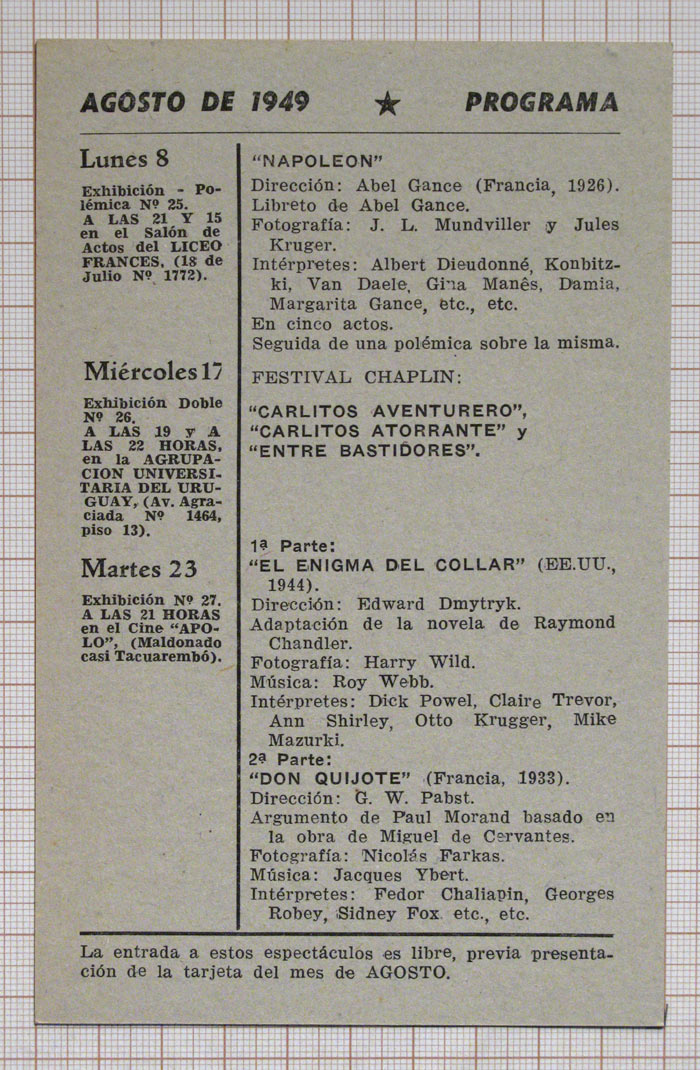 AGOSTO DE 1949 ★ PROGRAMA
Lunes 8
Exhibición - Po-
lémica Nº 25.
A LAS 21 Y 15
en el Salón de
Actos del LICEO
FRANCES, (18 de
Julio Nº 1772).
"NAPOLEON"
Dirección: Abel Gance (Francia, 1926).
Libreto de Abel Gance.
Fotografía: J. L. Mundviller y Jules
Kruger.
Intérpretes: Albert Dieudonné, Konbitz-
ki, Van Daele, Gina Manês, Damia,
Margarita Gance, etc., etc.
En cinco actos.
Seguida de una polémica sobre la misma.
Miércoles 17
Exhibición Doble
Nº 26.
A LAS 19 y A
LAS 22 HORAS,
en la AGRUPA-
CION UNIVERSI-
TARIA DEL URU-
GUAY, (Av. Agra-
ciada Nº 1464,
piso 13).
FESTIVAL CHAPLIN:
"CARLITOS AVENTURERO",
"CARLITOS ATORRANTE" y
"ENTRE BASTIDORES".
Martes 23
Exhibición Nº 27.
A LAS 21 HORAS
en el Cine "APO-
LO", (Maldonado
casi Tacuarembó).
1ª Parte:
"EL ENIGMA DEL COLLAR" (EE.UU.,
1944).
Dirección: Edward Dmytryk.
Adaptación de la novela de Raymond
Chandler.
Fotografía: Harry Wild.
Música: Roy Webb.
Intérpretes: Dick Powel, Claire Trevor,
Ann Shirley, Otto Krugger, Mike
Mazurki.
2ª Parte:
"DON QUIJOTE" (Francia, 1933).
Dirección: G. W. Pabst.
Argumento de Paul Morand basado en
la obra de Miguel de Cervantes.
Fotografía: Nicolás Farkas.
Música: Jacques Ybert.
Intérpretes: Fedor Chaliapin, Georges
Robey, Sidney Fox etc., etc.
La entrada a estos espectáculos es libre, previa presenta-
ción de la tarjeta del mes de AGOSTO.